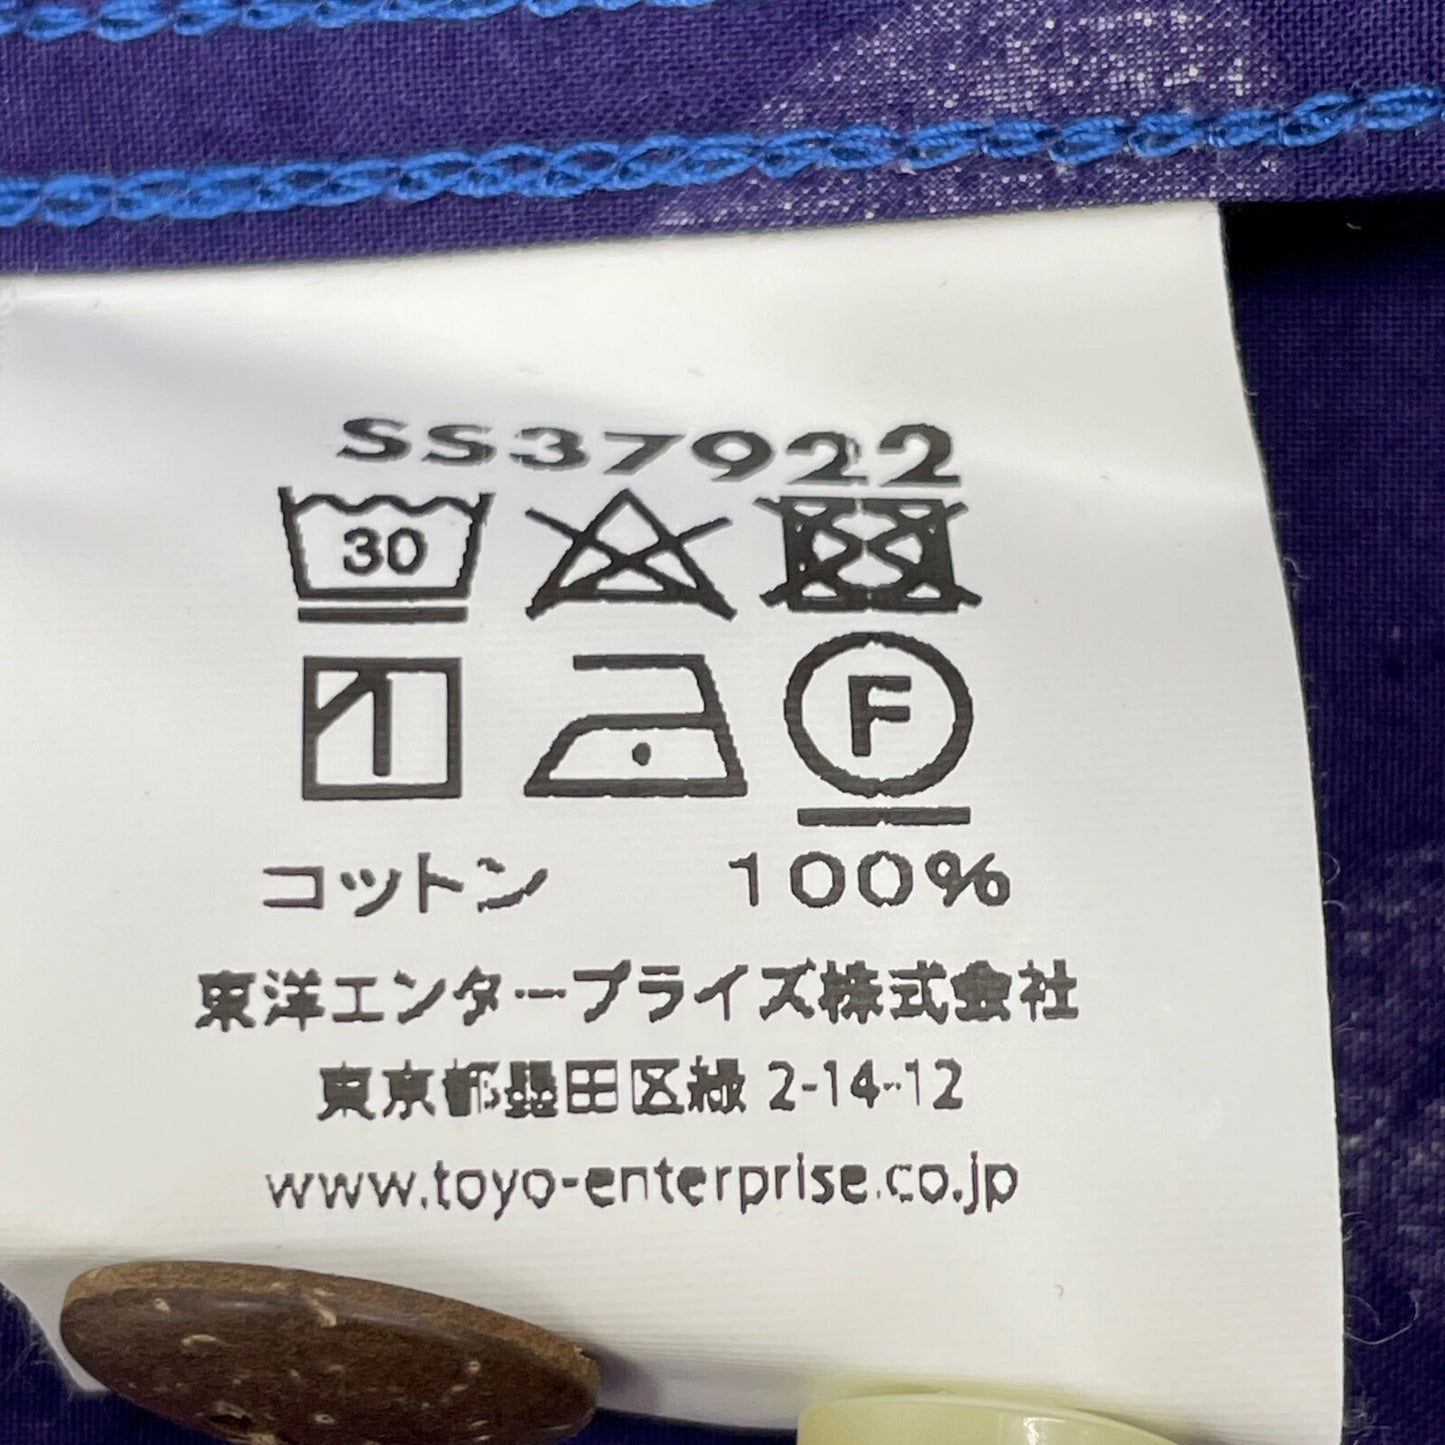 SS37922
30
F
コットン 100%
東洋エンタープライズ株式会社
東京都墨田区緑 2-14-12
www.toyo-enterprise.co.jp